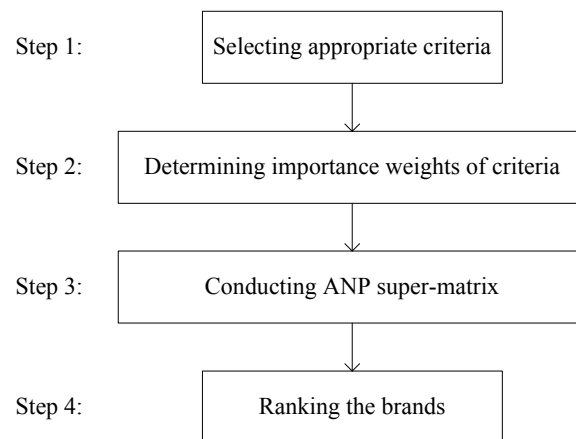 Step 1: Selecting appropriate criteria
Step 2: Determining importance weights of criteria
Step 3: Conducting ANP super-matrix
Step 4: Ranking the brands